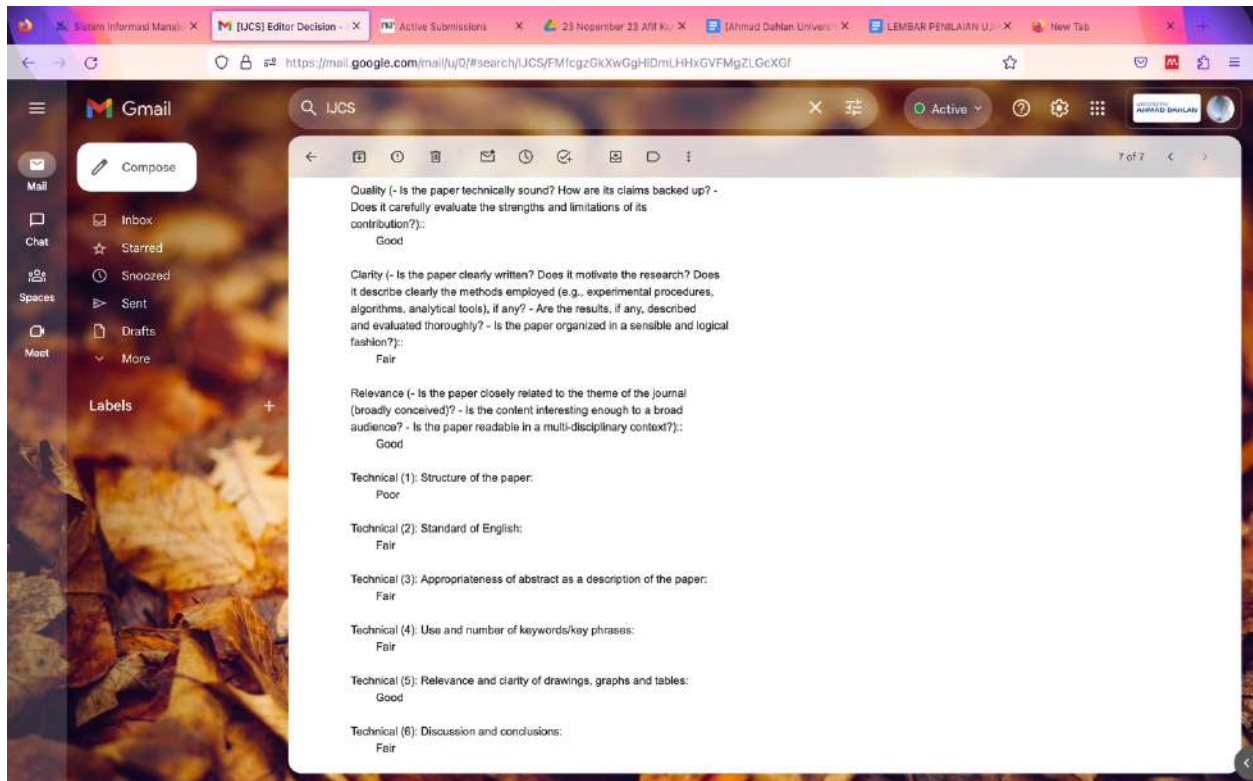 Sistem Informasi Manaj
[IJCS] Editor Decision -
Active Submissions
23 Nopember 23 Afif Ku
[Ahmad Dahlan Univers
LEMBAR PENILAIAN UJI
New Tab
https://mail.google.com/mail/u/0/#search/IJCS/FMfcgzGkXwGgHlDmLHHxGVFMgZLGcXGf
Gmail
IJCS
Active
AHMAD DAHLAN
Mail
Chat
Spaces
Meet
Compose
Inbox
Starred
Snoozed
Sent
Drafts
More
Labels
7 of 7
Quality (- Is the paper technically sound? How are its claims backed up? -
Does it carefully evaluate the strengths and limitations of its
contribution?)::
Good
Clarity (- Is the paper clearly written? Does it motivate the research? Does
it describe clearly the methods employed (e.g., experimental procedures,
algorithms, analytical tools), if any? - Are the results, if any, described
and evaluated thoroughly? - Is the paper organized in a sensible and logical
fashion?)::
Fair
Relevance (- Is the paper closely related to the theme of the journal
(broadly conceived)? - Is the content interesting enough to a broad
audience? - Is the paper readable in a multi-disciplinary context?)::
Good
Technical (1): Structure of the paper:
Poor
Technical (2): Standard of English:
Fair
Technical (3): Appropriateness of abstract as a description of the paper:
Fair
Technical (4): Use and number of keywords/key phrases:
Fair
Technical (5): Relevance and clarity of drawings, graphs and tables:
Good
Technical (6): Discussion and conclusions:
Fair